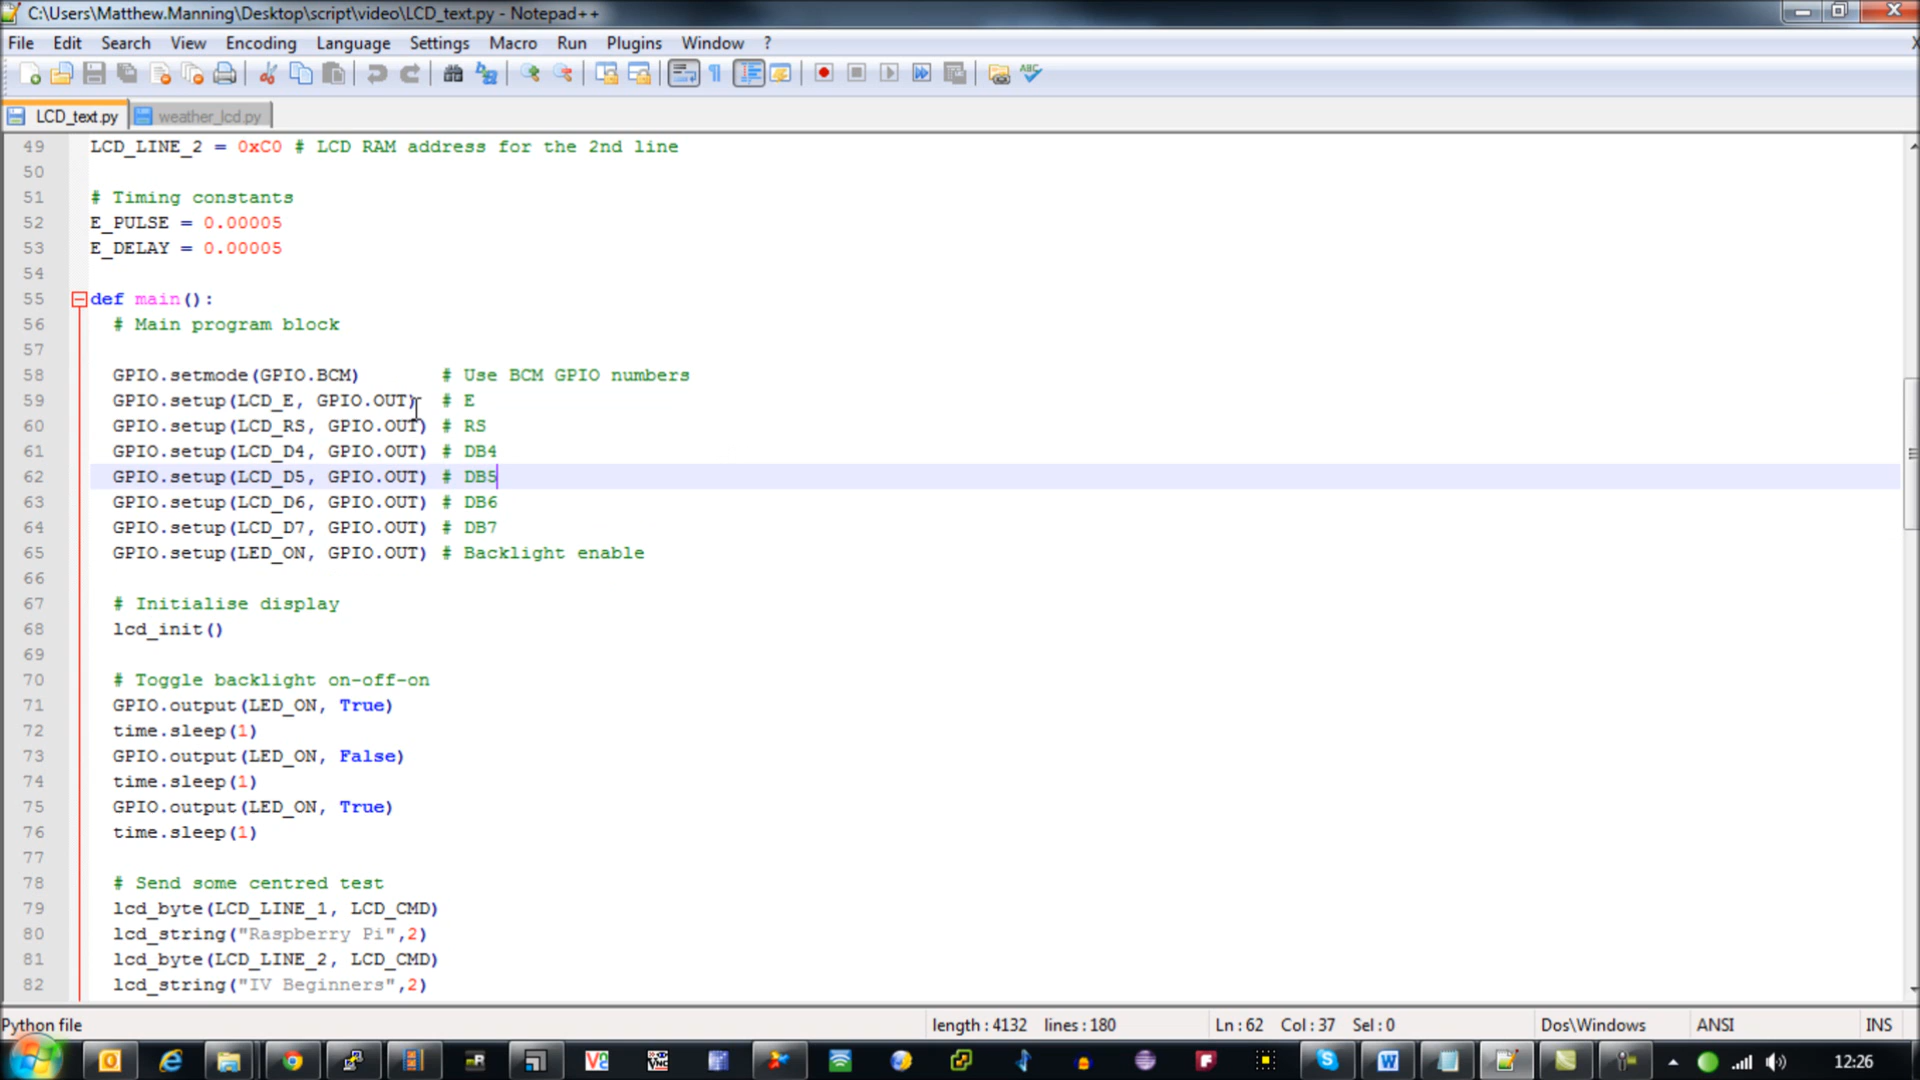 C:\Users\Matthew.Manning\Desktop\script\video\LCD_text.py - Notepad++
File Edit Search View Encoding Language Settings Macro Run Plugins Window ? X
LCD_text.py weather_lcd.py
49 LCD_LINE_2 = 0xC0 # LCD RAM address for the 2nd line
50
51 # Timing constants
52 E_PULSE = 0.00005
53 E_DELAY = 0.00005
54
55 def main():
56 # Main program block
57
58 GPIO.setmode(GPIO.BCM) # Use BCM GPIO numbers
59 GPIO.setup(LCD_E, GPIO.OUT) # E
60 GPIO.setup(LCD_RS, GPIO.OUT) # RS
61 GPIO.setup(LCD_D4, GPIO.OUT) # DB4
62 GPIO.setup(LCD_D5, GPIO.OUT) # DB5
63 GPIO.setup(LCD_D6, GPIO.OUT) # DB6
64 GPIO.setup(LCD_D7, GPIO.OUT) # DB7
65 GPIO.setup(LED_ON, GPIO.OUT) # Backlight enable
66
67 # Initialise display
68 lcd_init()
69
70 # Toggle backlight on-off-on
71 GPIO.output(LED_ON, True)
72 time.sleep(1)
73 GPIO.output(LED_ON, False)
74 time.sleep(1)
75 GPIO.output(LED_ON, True)
76 time.sleep(1)
77
78 # Send some centred test
79 lcd_byte(LCD_LINE_1, LCD_CMD)
80 lcd_string("Raspberry Pi",2)
81 lcd_byte(LCD_LINE_2, LCD_CMD)
82 lcd_string("IV Beginners",2)
Python file length : 4132 lines : 180 Ln : 62 Col : 37 Sel : 0 Dos\Windows ANSI INS
12:26